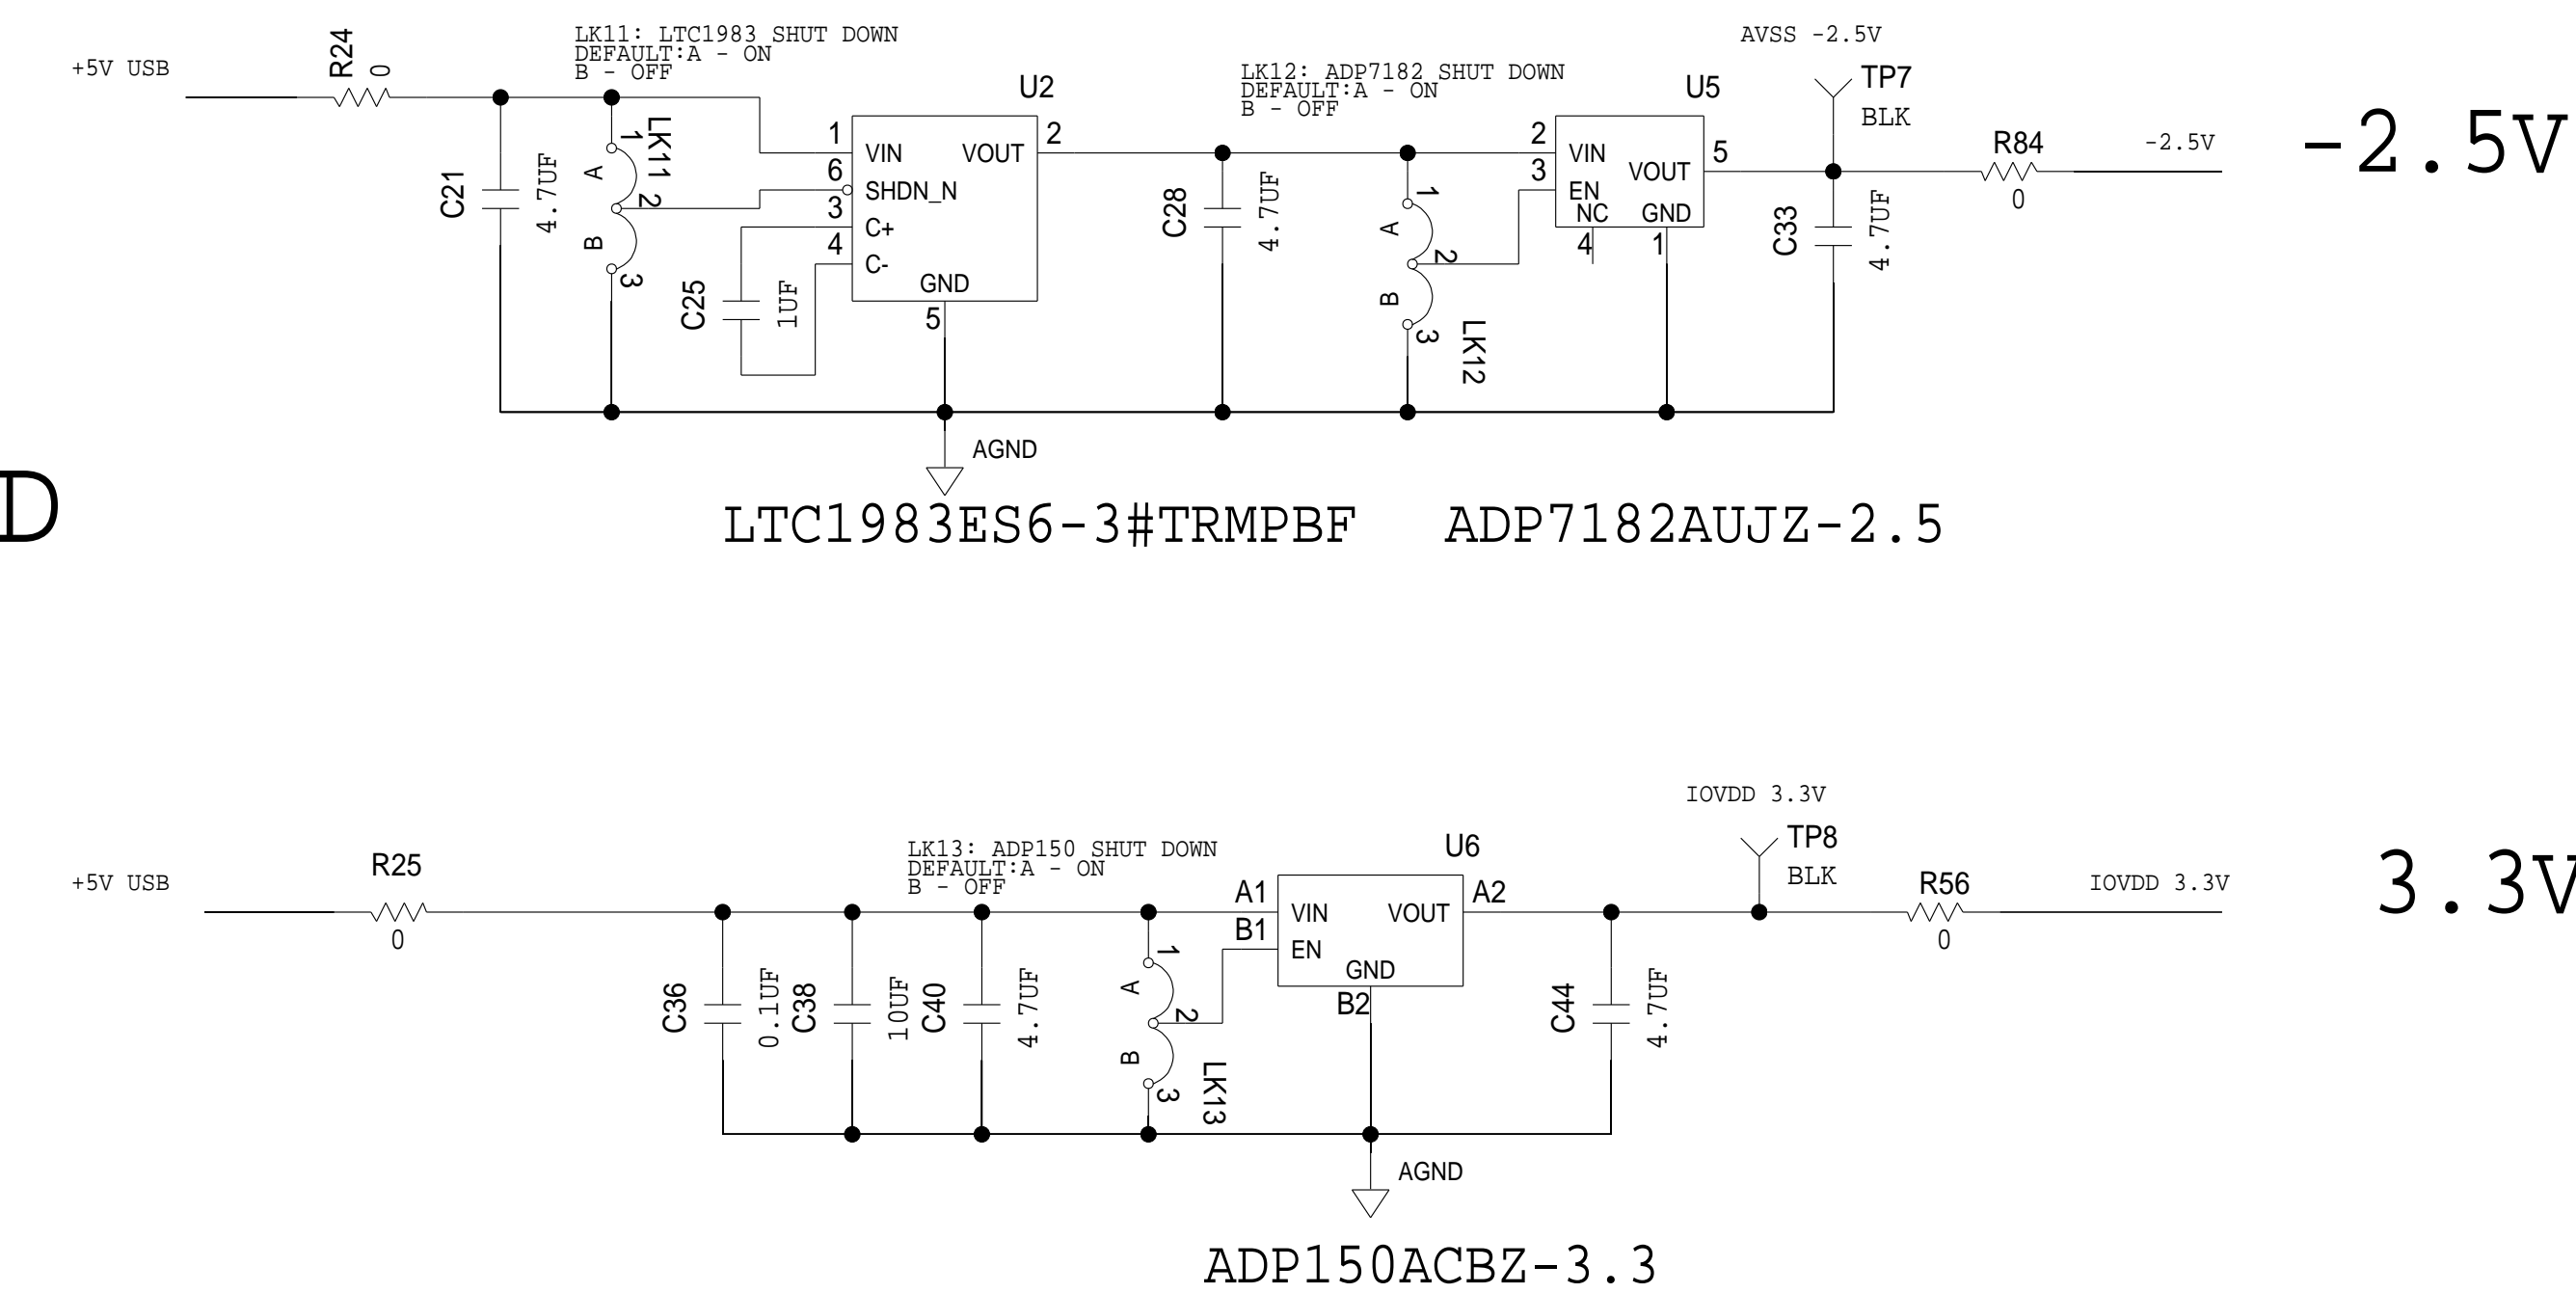 LK11: LTC1983 SHUT DOWN
DEFAULT:A - ON
B - OFF
AVSS -2.5V
+5V USB
R24
0
LK12: ADP7182 SHUT DOWN
DEFAULT:A - ON
B - OFF
U2
U5
TP7
BLK
-2.5V
C21
4.7UF
LK11
1
A
2
B
3
1
VIN
6
SHDN_N
3
C+
4
C-
VOUT
2
GND
5
C25
1UF
C28
4.7UF
1
A
2
B
3
LK12
2
VIN
3
EN
NC
4
VOUT
5
GND
1
C33
4.7UF
R84
0
-2.5V
AGND
D
LTC1983ES6-3#TRMPBF
ADP7182AUJZ-2.5
IOVDD 3.3V
TP8
BLK
+5V USB
R25
0
LK13: ADP150 SHUT DOWN
DEFAULT:A - ON
B - OFF
U6
A1
VIN
B1
EN
VOUT
A2
GND
B2
R56
0
IOVDD 3.3V
3.3V
C36
0.1UF
C38
10UF
C40
4.7UF
1
A
2
B
3
LK13
C44
4.7UF
AGND
ADP150ACBZ-3.3